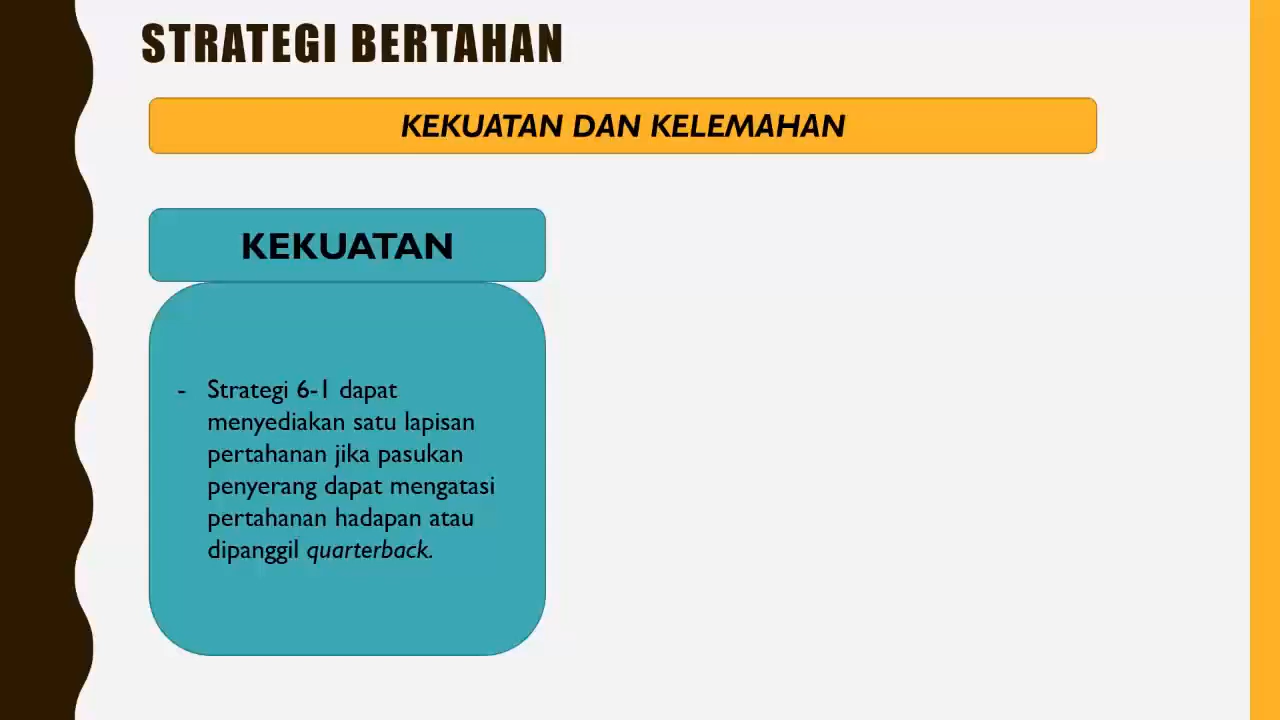 STRATEGI BERTAHAN
KEKUATAN DAN KELEMAHAN
KEKUATAN
- Strategi 6-1 dapat
menyediakan satu lapisan
pertahanan jika pasukan
penyerang dapat mengatasi
pertahanan hadapan atau
dipanggil quarterback.